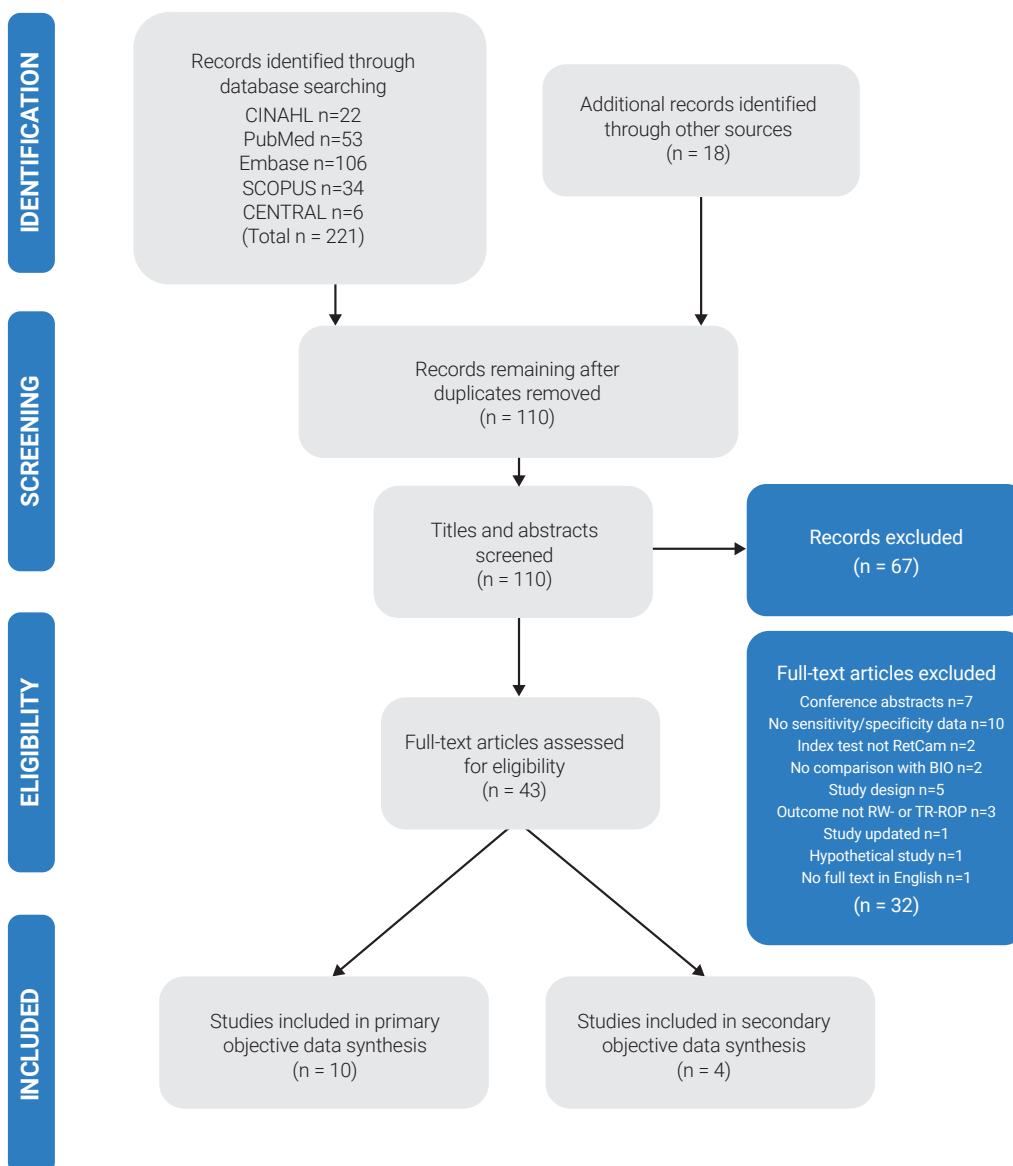 IDENTIFICATION
Records identified through
database searching
CINAHL n=22
PubMed n=53
Embase n=106
SCOPUS n=34
CENTRAL n=6
(Total n = 221)
Additional records identified
through other sources
(n = 18)
SCREENING
Records remaining after
duplicates removed
(n = 110)
Titles and abstracts
screened
(n = 110)
Records excluded
(n = 67)
ELIGIBILITY
Full-text articles assessed
for eligibility
(n = 43)
Full-text articles excluded
Conference abstracts n=7
No sensitivity/specificity data n=10
Index test not RetCam n=2
No comparison with BIO n=2
Study design n=5
Outcome not RW- or TR-ROP n=3
Study updated n=1
Hypothetical study n=1
No full text in English n=1
(n = 32)
INCLUDED
Studies included in primary
objective data synthesis
(n = 10)
Studies included in secondary
objective data synthesis
(n = 4)